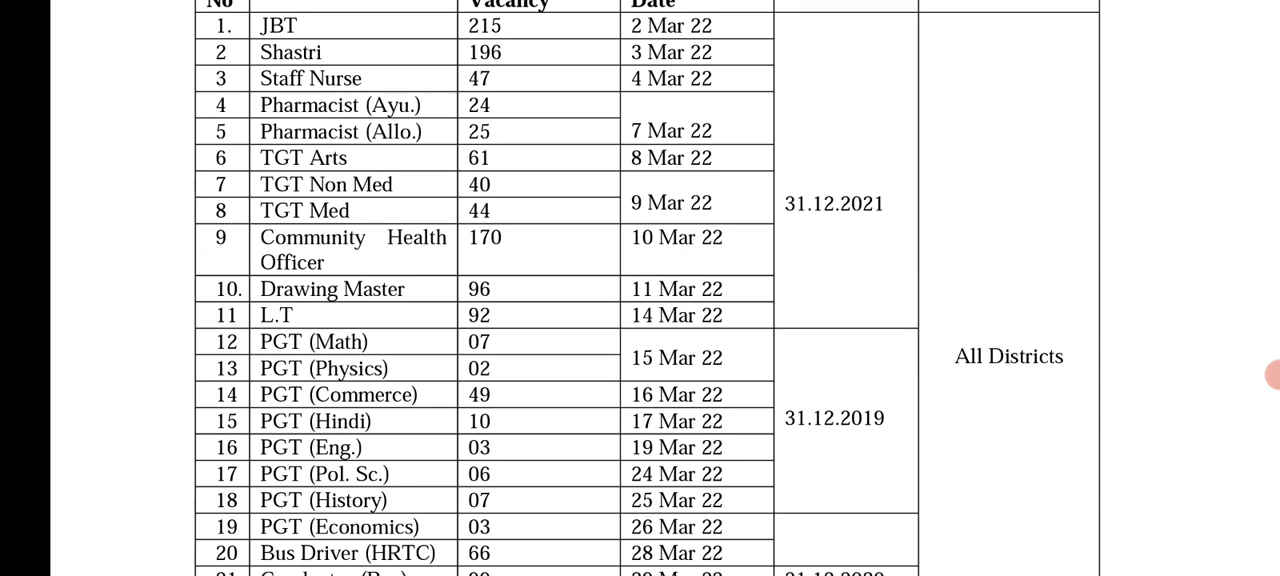 No Vacancy Date
1. JBT 215 2 Mar 22
2 Shastri 196 3 Mar 22
3 Staff Nurse 47 4 Mar 22
4 Pharmacist (Ayu.) 24
5 Pharmacist (Allo.) 25 7 Mar 22
6 TGT Arts 61 8 Mar 22
7 TGT Non Med 40
9 Mar 22 31.12.2021
8 TGT Med 44
9 Community Health 170 10 Mar 22
Officer
10. Drawing Master 96 11 Mar 22
11 L.T 92 14 Mar 22
12 PGT (Math) 07
15 Mar 22 All Districts
13 PGT (Physics) 02
14 PGT (Commerce) 49 16 Mar 22
15 PGT (Hindi) 10 17 Mar 22 31.12.2019
16 PGT (Eng.) 03 19 Mar 22
17 PGT (Pol. Sc.) 06 24 Mar 22
18 PGT (History) 07 25 Mar 22
19 PGT (Economics) 03 26 Mar 22
20 Bus Driver (HRTC) 66 28 Mar 22